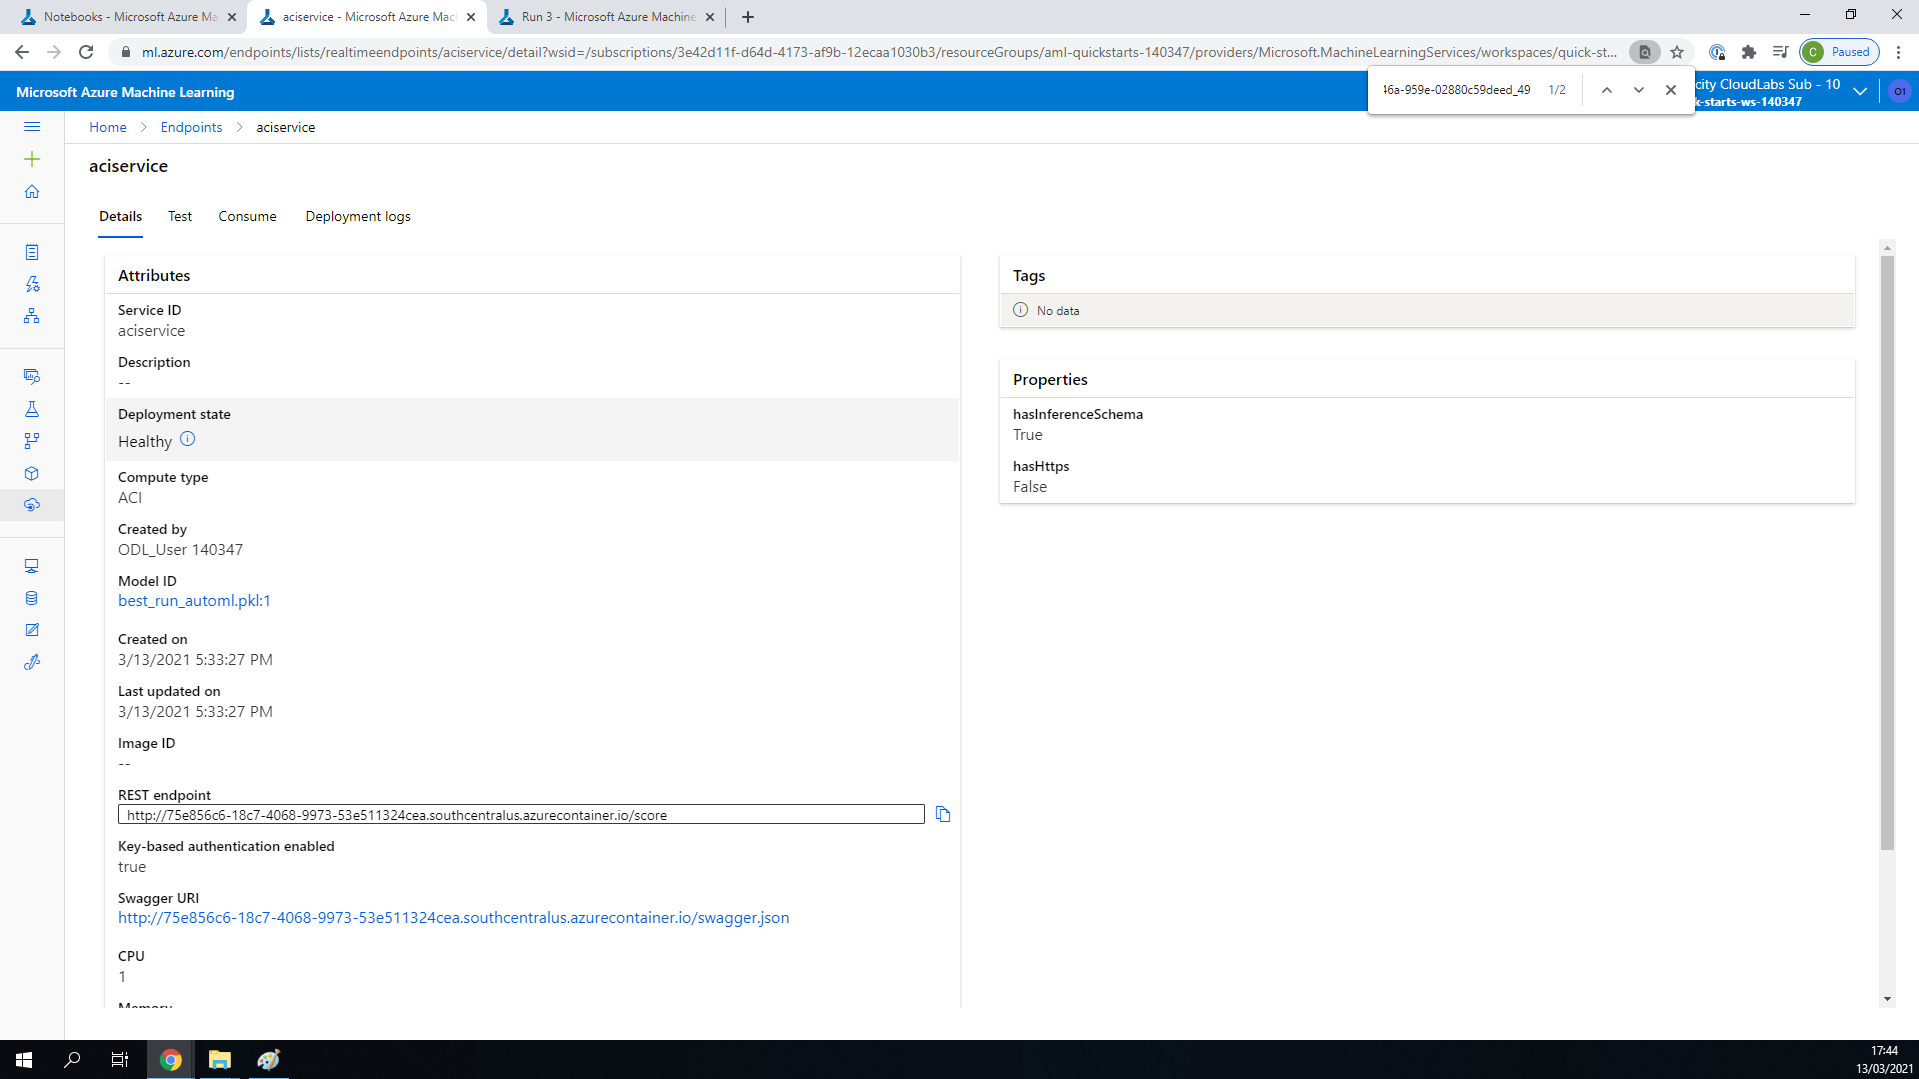 Notebooks - Microsoft Azure Ma
aciservice - Microsoft Azure Mac
Run 3 - Microsoft Azure Machine
ml.azure.com/endpoints/lists/realtimeendpoints/aciservice/detail?wsid=/subscriptions/3e42d11f-d64d-4173-af9b-12ecaa1030b3/resourceGroups/aml-quickstarts-140347/providers/Microsoft.MachineLearningServices/workspaces/quick-st...
C Paused
Microsoft Azure Machine Learning
46a-959e-02880c59deed_49 1/2
city CloudLabs Sub - 10
k-starts-ws-140347
O1
Home > Endpoints > aciservice
aciservice
Details Test Consume Deployment logs
Attributes
Service ID
aciservice
Description
--
Deployment state
Healthy
Compute type
ACI
Created by
ODL_User 140347
Model ID
best_run_automl.pkl:1
Created on
3/13/2021 5:33:27 PM
Last updated on
3/13/2021 5:33:27 PM
Image ID
--
REST endpoint
http://75e856c6-18c7-4068-9973-53e511324cea.southcentralus.azurecontainer.io/score
Key-based authentication enabled
true
Swagger URI
http://75e856c6-18c7-4068-9973-53e511324cea.southcentralus.azurecontainer.io/swagger.json
CPU
1
Memory
Tags
No data
Properties
hasInferenceSchema
True
hasHttps
False
17:44
13/03/2021